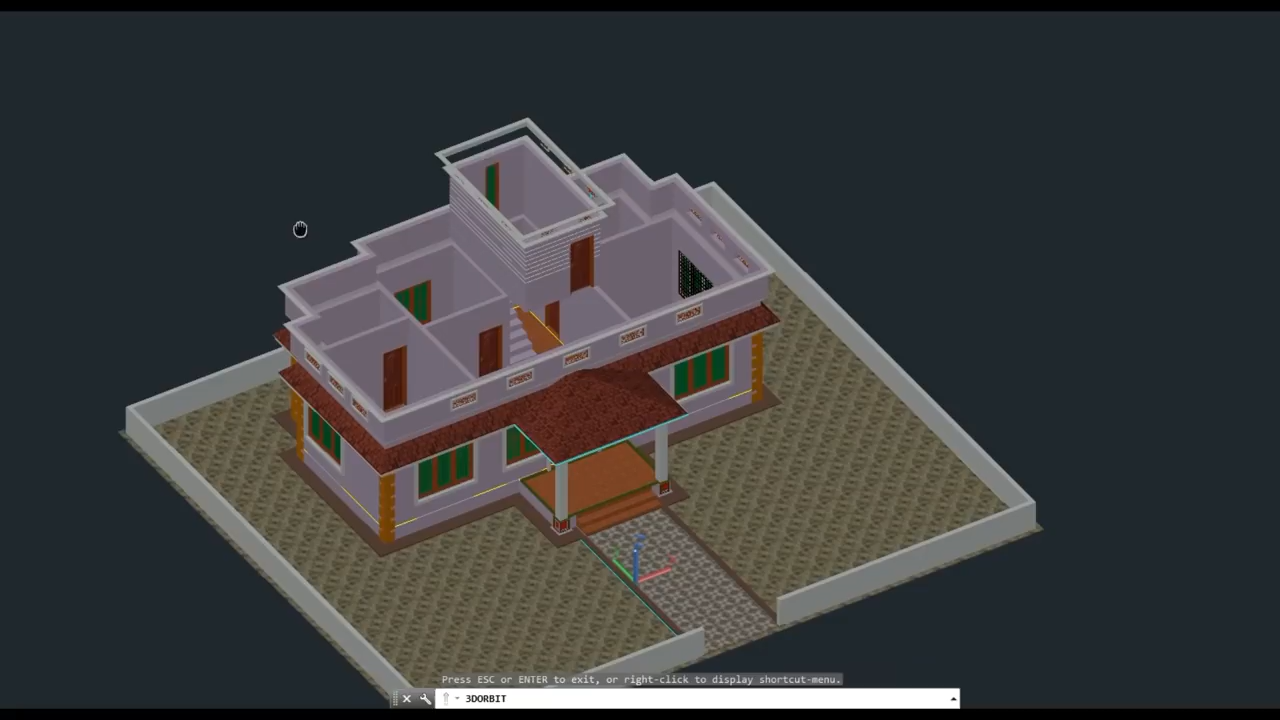 Press ESC or ENTER to exit, or right-click to display shortcut-menu.
3DORBIT